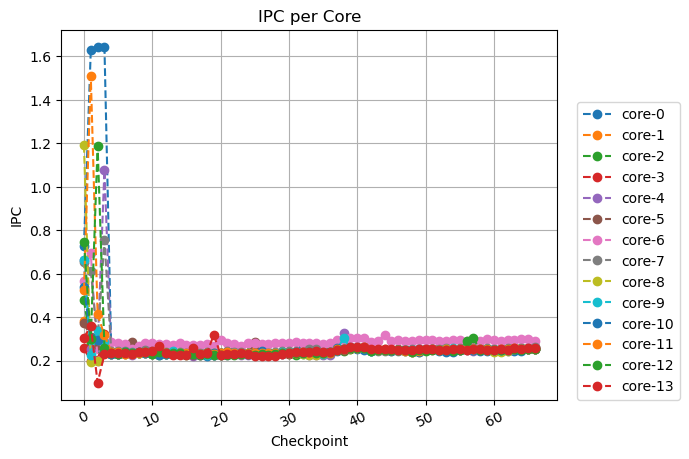 IPC per Core
IPC
1.6
1.4
1.2
1.0
0.8
0.6
0.4
0.2
0
10
20
30
40
50
60
Checkpoint
core-0
core-1
core-2
core-3
core-4
core-5
core-6
core-7
core-8
core-9
core-10
core-11
core-12
core-13